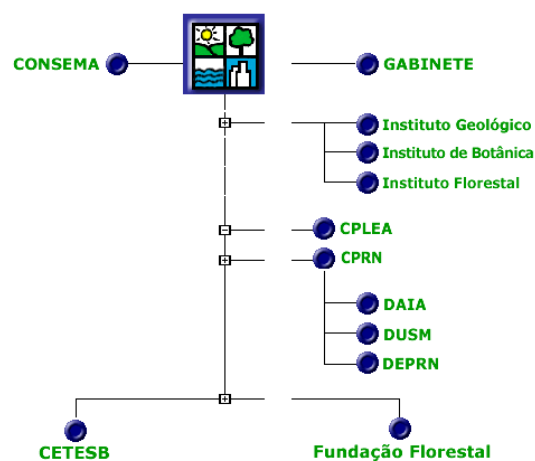 CONSEMA
GABINETE
Instituto Geológico
Instituto de Botânica
Instituto Florestal
CPLEA
CPRN
DAIA
DUSM
DEPRN
CETESB
Fundação Florestal